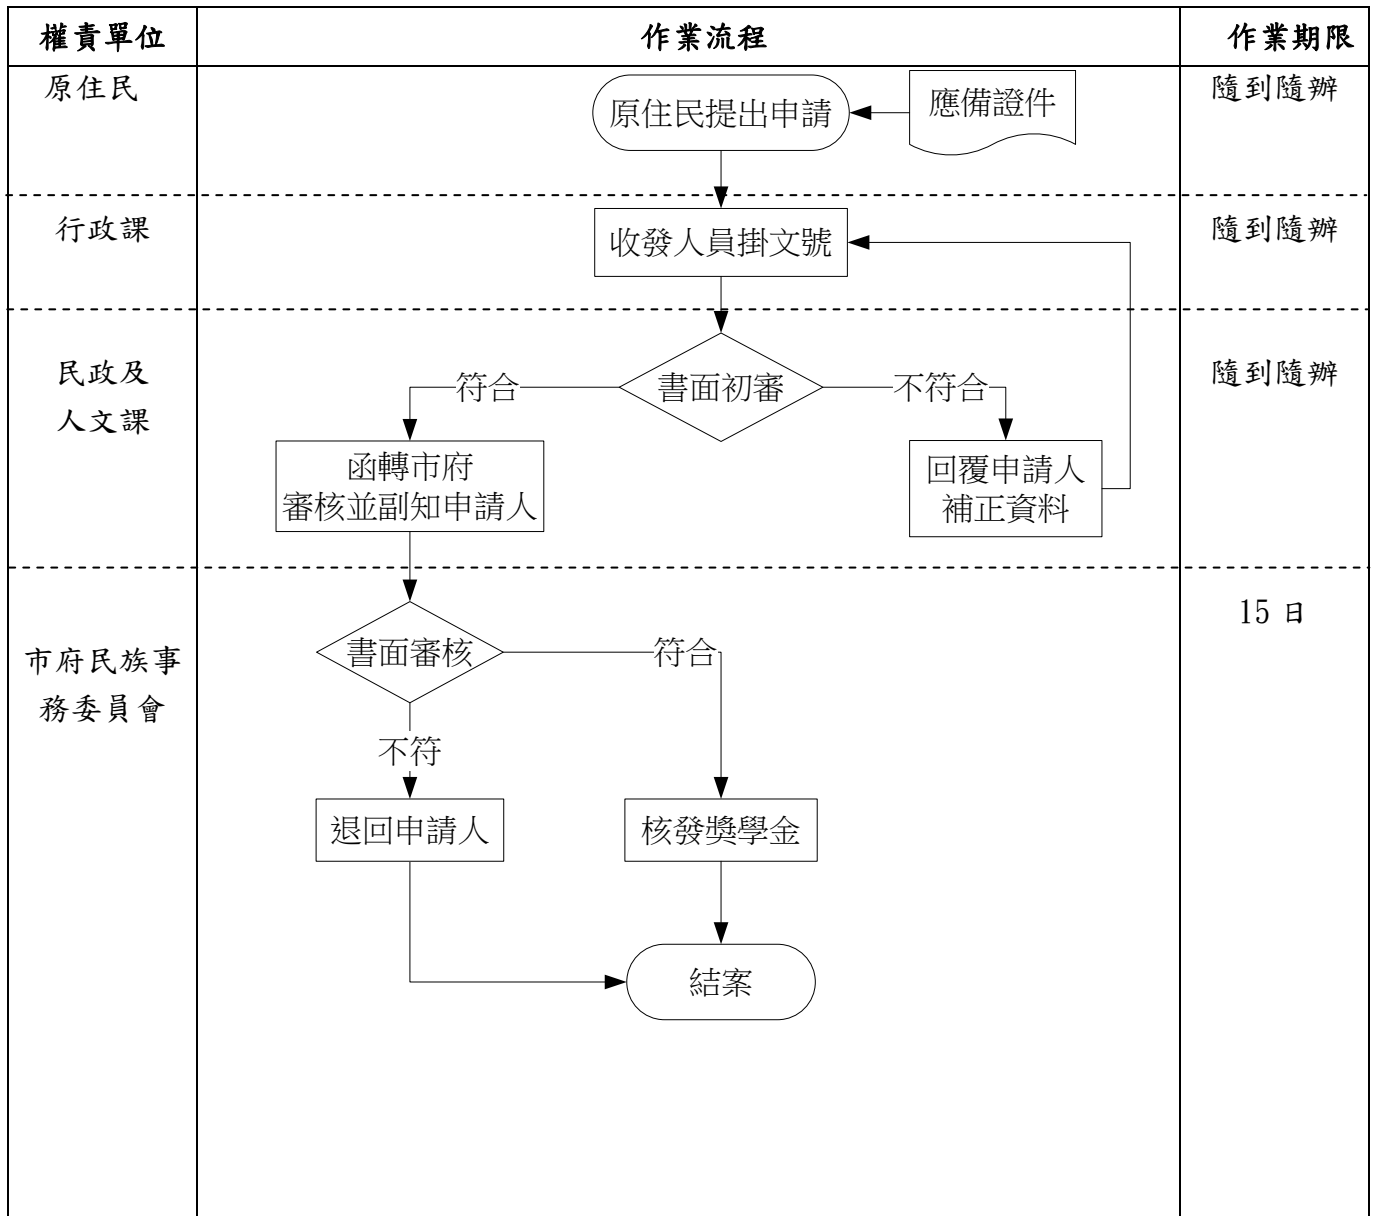 權責單位
作業流程
作業期限
原住民
原住民提出申請
應備證件
隨到隨辦
行政課
收發人員掛文號
隨到隨辦
民政及
人文課
符合
書面初審
不符合
隨到隨辦
函轉市府
審核並副知申請人
回覆申請人
補正資料
市府民族事
務委員會
書面審核
符合
15 日
不符
退回申請人
核發獎學金
結案